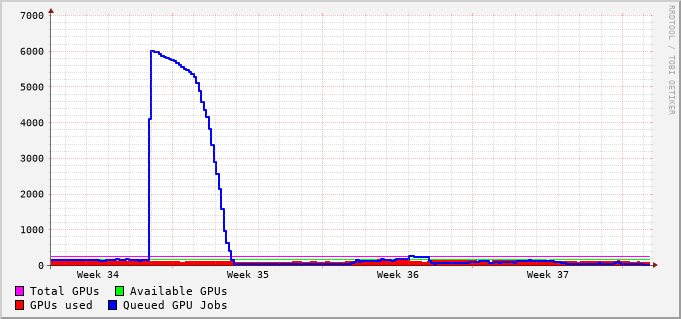 7000
6000
5000
4000
3000
2000
1000
0
Week 34 Week 35 Week 36 Week 37
Total GPUs Available GPUs
GPUs used Queued GPU Jobs
RRDTOOL / TOBI OETIKER